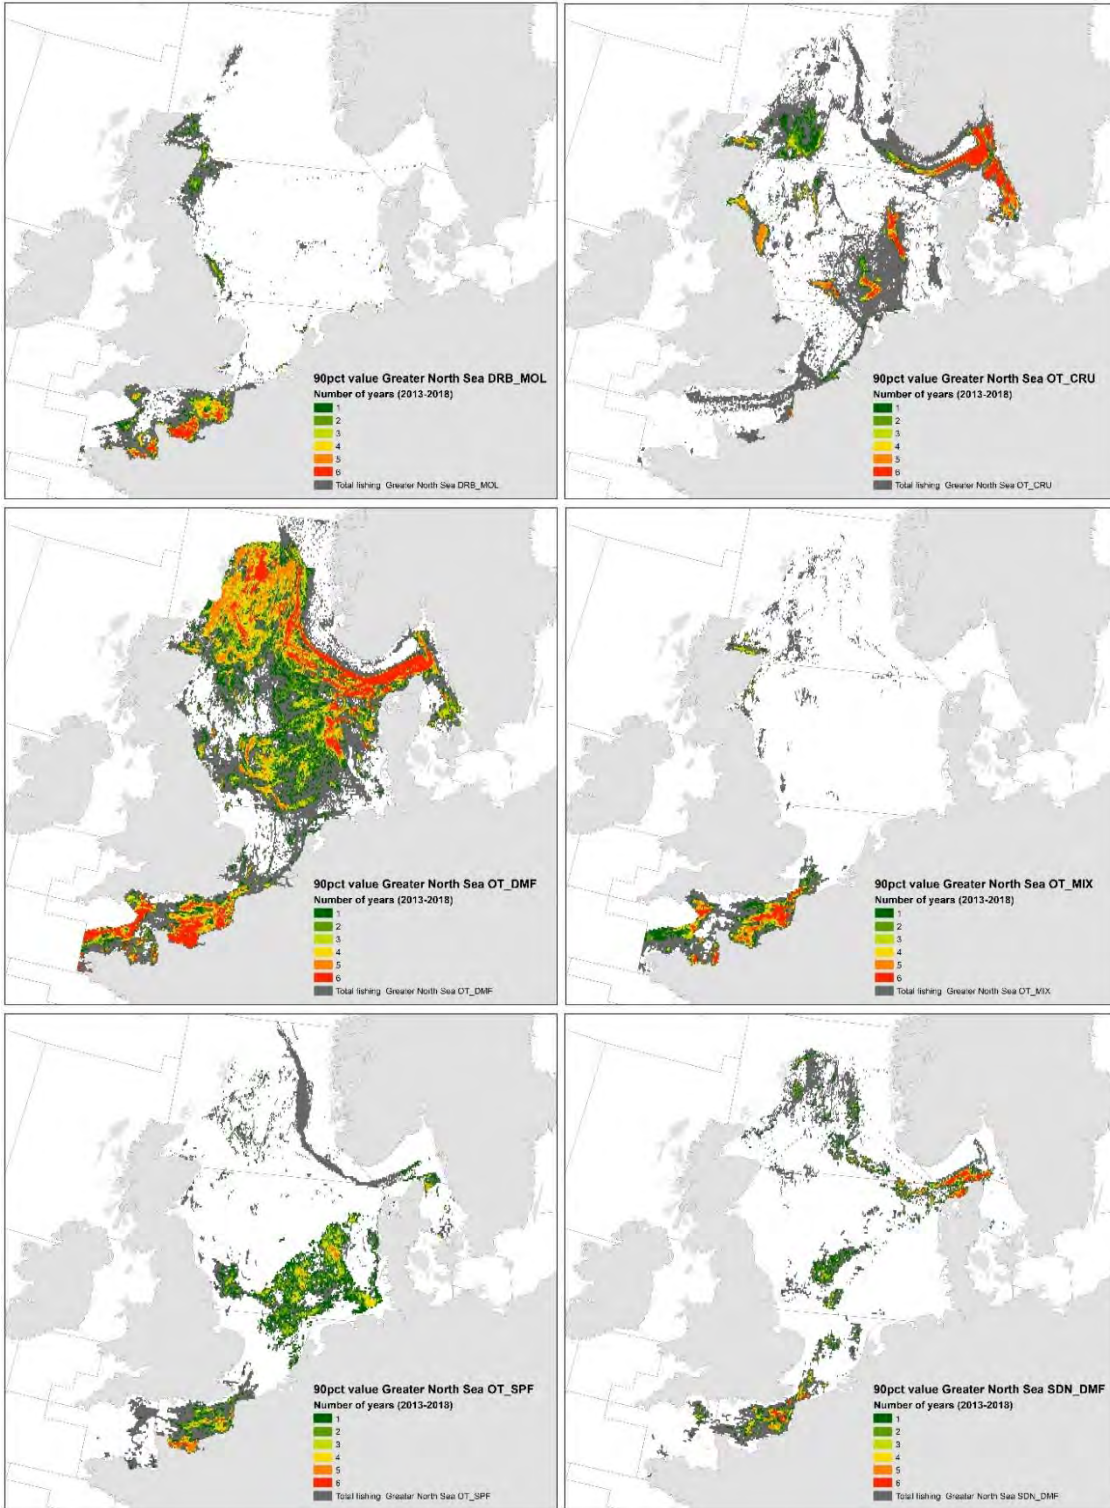 90pct value Greater North Sea DRB_MOL
Number of years (2013-2018)
1
2
3
4
5
6
Total fishing Greater North Sea DRB_MOL
90pct value Greater North Sea OT_CRU
Number of years (2013-2018)
1
2
3
4
5
6
Total fishing Greater North Sea OT_CRU
90pct value Greater North Sea OT_DMF
Number of years (2013-2018)
1
2
3
4
5
6
Total fishing Greater North Sea OT_DMF
90pct value Greater North Sea OT_MIX
Number of years (2013-2018)
1
2
3
4
5
6
Total fishing Greater North Sea OT_MIX
90pct value Greater North Sea OT_SPF
Number of years (2013-2018)
1
2
3
4
5
6
Total fishing Greater North Sea OT_SPF
90pct value Greater North Sea SDN_DMF
Number of years (2013-2018)
1
2
3
4
5
6
Total fishing Greater North Sea SDN_DMF